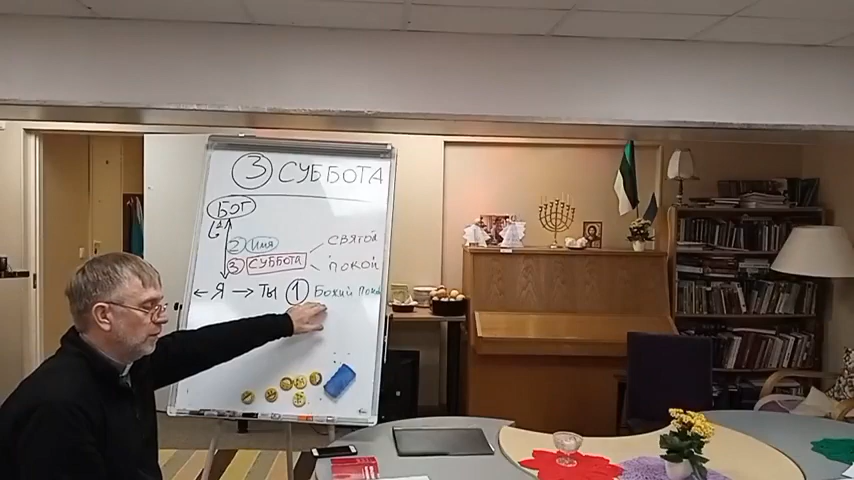 3 СУББОТА
БОГ
2 Имя
3 СУББОТА
СВЯТОЙ
ПОКОЙ
← Я → ТЫ 1 Божий Покой